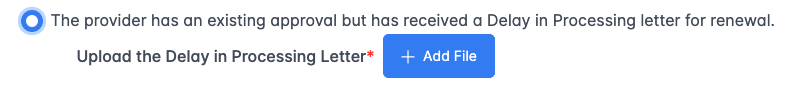 The provider has an existing approval but has received a Delay in Processing letter for renewal.
Upload the Delay in Processing Letter* + Add File